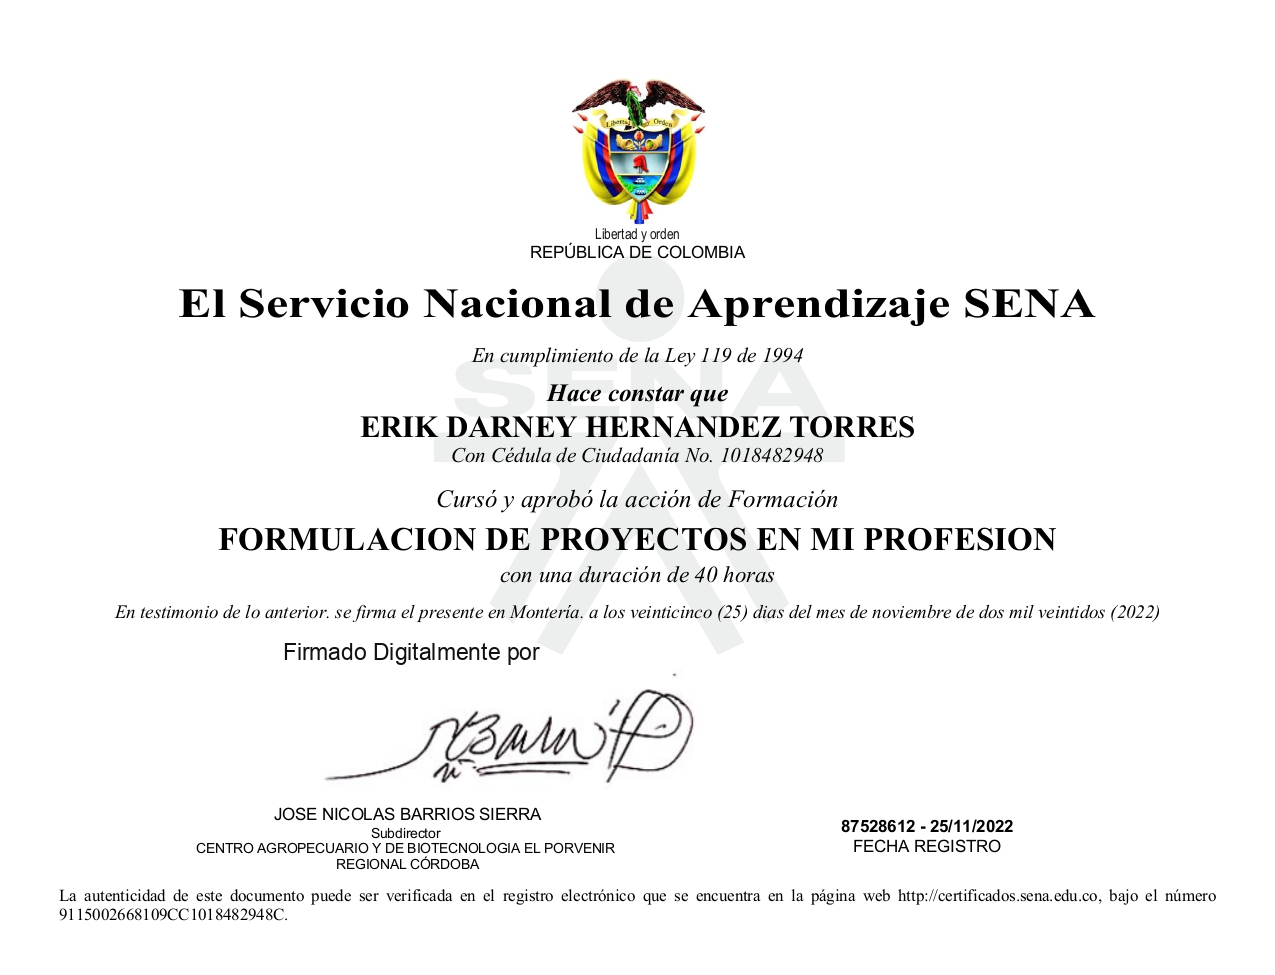 Libertad y Orden
Libertad y orden
REPÚBLICA DE COLOMBIA
El Servicio Nacional de Aprendizaje SENA
En cumplimiento de la Ley 119 de 1994
SENA
Hace constar que
ERIK DARNEY HERNANDEZ TORRES
Con Cédula de Ciudadanía No. 1018482948
Cursó y aprobó la acción de Formación
FORMULACION DE PROYECTOS EN MI PROFESION
con una duración de 40 horas
En testimonio de lo anterior. se firma el presente en Montería. a los veinticinco (25) dias del mes de noviembre de dos mil veintidos (2022)
Firmado Digitalmente por
JOSE NICOLAS BARRIOS SIERRA
Subdirector
CENTRO AGROPECUARIO Y DE BIOTECNOLOGIA EL PORVENIR
REGIONAL CÓRDOBA
87528612 - 25/11/2022
FECHA REGISTRO
La autenticidad de este documento puede ser verificada en el registro electrónico que se encuentra en la página web http://certificados.sena.edu.co, bajo el número
9115002668109CC1018482948C.